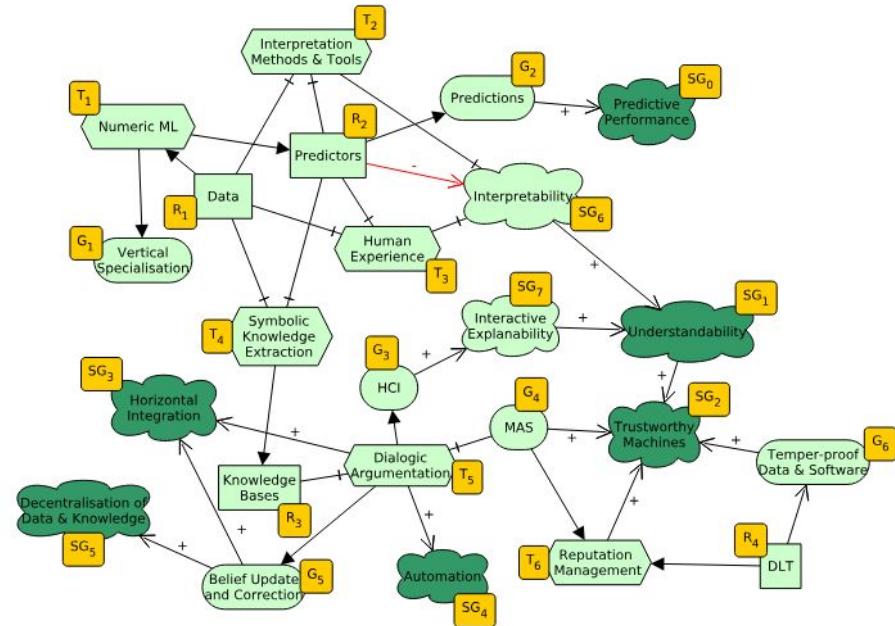 T2
Interpretation
Methods & Tools
G2
Predictions
SG0
Predictive
Performance
+
T1
Numeric ML
R2
Predictors
-
Data
R1
Interpretability
SG6
G1
Vertical
Specialisation
Human
Experience
T3
+
SG7
Interactive
Explanability
+
SG1
Understandability
T4
Symbolic
Knowledge
Extraction
G3
HCI
+
+
SG3
Horizontal
Integration
+
G4
MAS
+
SG2
Trustworthy
Machines
+
G6
Temper-proof
Data & Software
Dialogic
Argumentation
T5
Knowledge
Bases
R3
Decentralisation of
Data & Knowledge
SG5
+
+
+
+
Belief Update
and Correction
G5
Automation
SG4
T6
Reputation
Management
R4
DLT